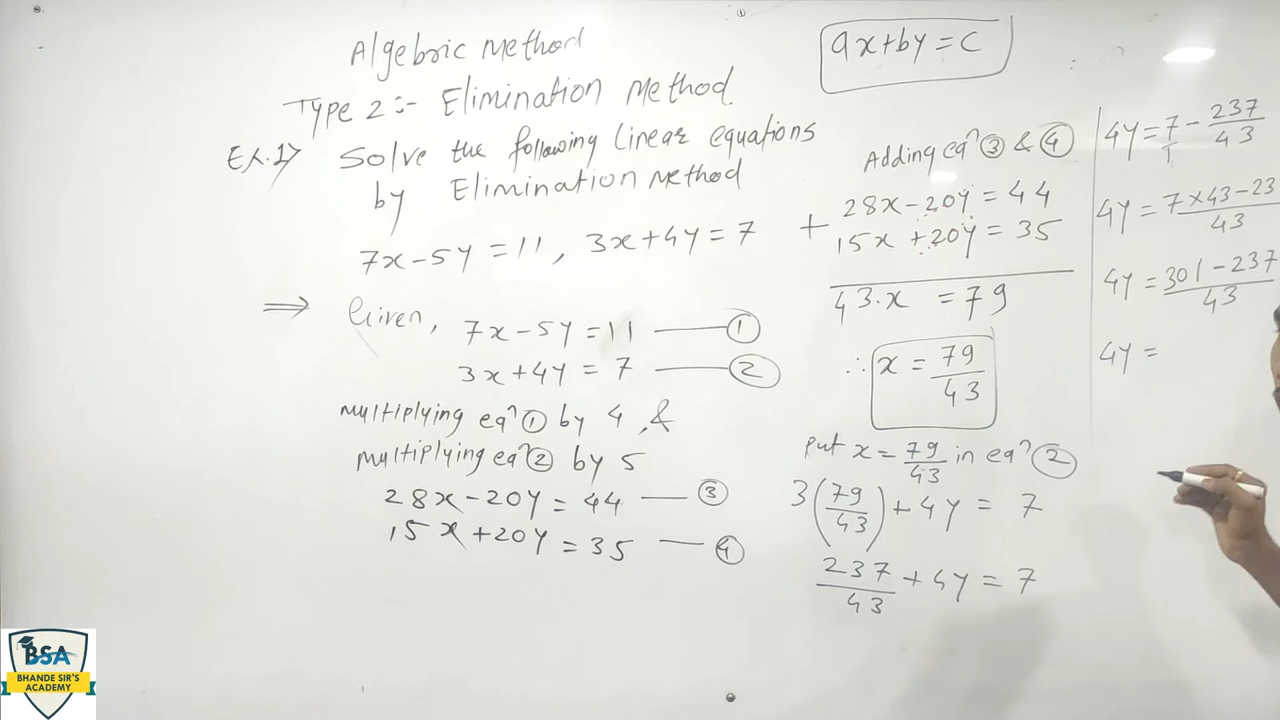 Algebric Method
Type 2 :- Elimination Method.
Ex.1) Solve the following linear equations
by Elimination Method
7x-5y=11, 3x+4y=7
⇒ Given,
7x-5y=11 —— ①
3x+4y=7 —— ②
multiplying eqⁿ ① by 4, &
multiplying eqⁿ ② by 5
28x-20y=44 — ③
15x+20y=35 — ④
ax+by=c
Adding eqⁿ ③ & ④
28x-20y=44
+ 15x+20y=35
43.x =79
∴ x = 79/43
put x = 79/43 in eqⁿ ②
3(79/43)+4y = 7
237/43 +4y = 7
4y = 7/1 - 237/43
4y = 7×43-23/43
4y = 301-237/43
4y =
BSA
BHANDE SIR'S
ACADEMY